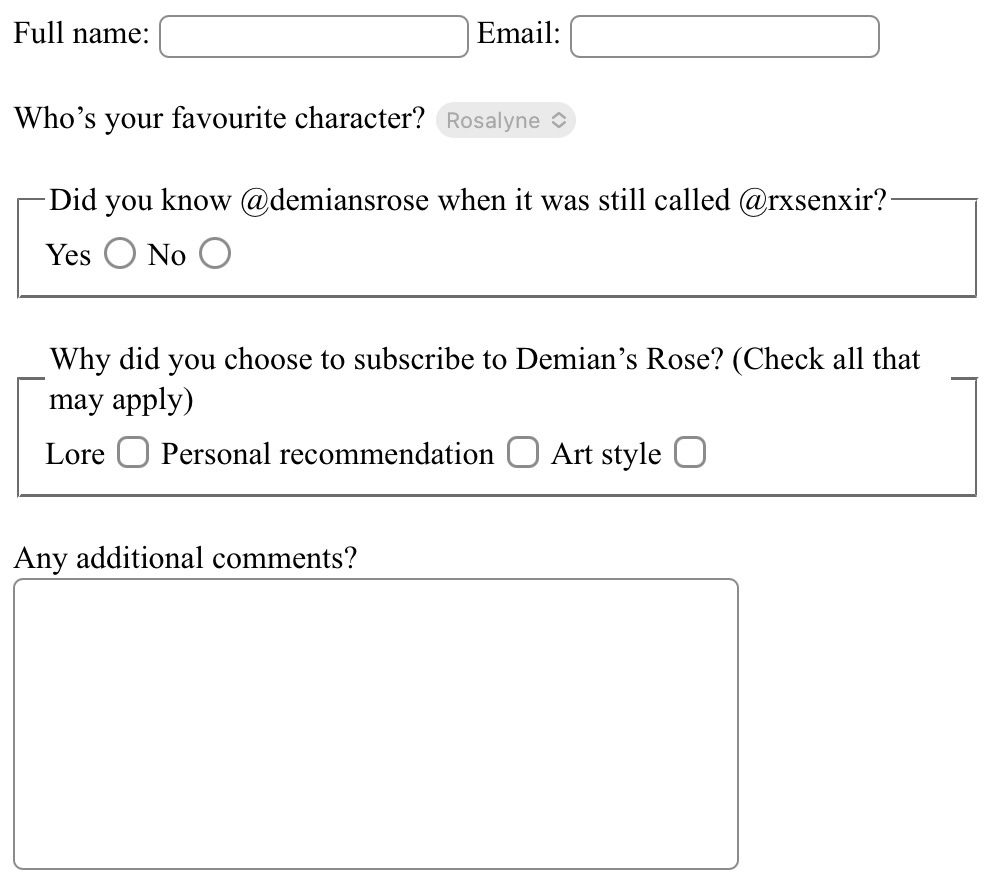 Full name: Email:
Who’s your favourite character? Rosalyne
Did you know @demiansrose when it was still called @rxsenxir?
Yes No
Why did you choose to subscribe to Demian’s Rose? (Check all that
may apply)
Lore Personal recommendation Art style
Any additional comments?